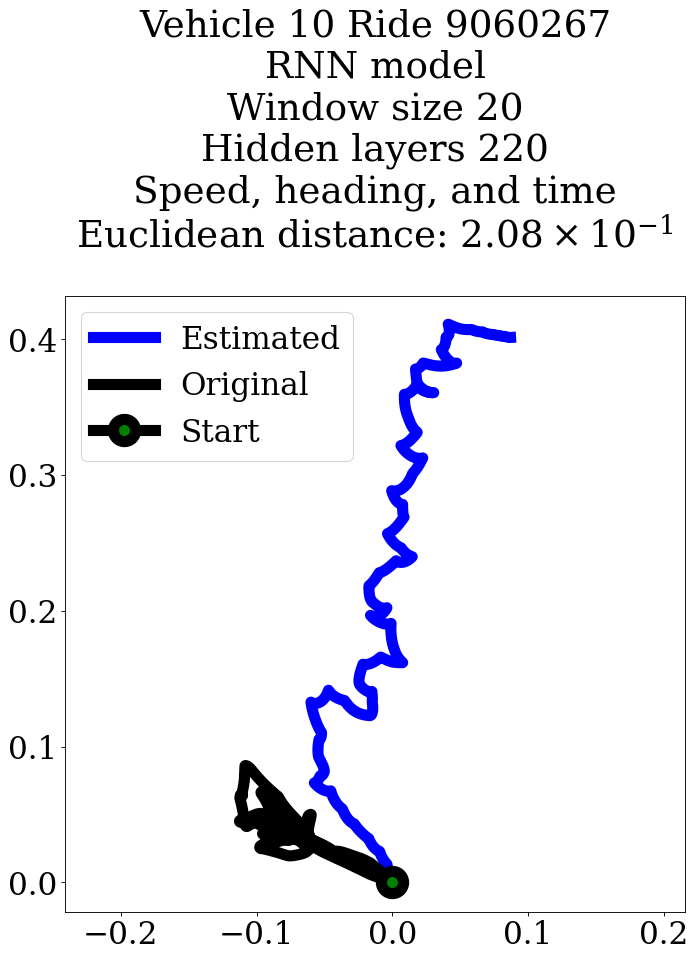 Vehicle 10 Ride 9060267
RNN model
Window size 20
Hidden layers 220
Speed, heading, and time
Euclidean distance: 2.08 × 10⁻¹
Estimated
Original
Start
0.4
0.3
0.2
0.1
0.0
−0.2 −0.1 0.0 0.1 0.2